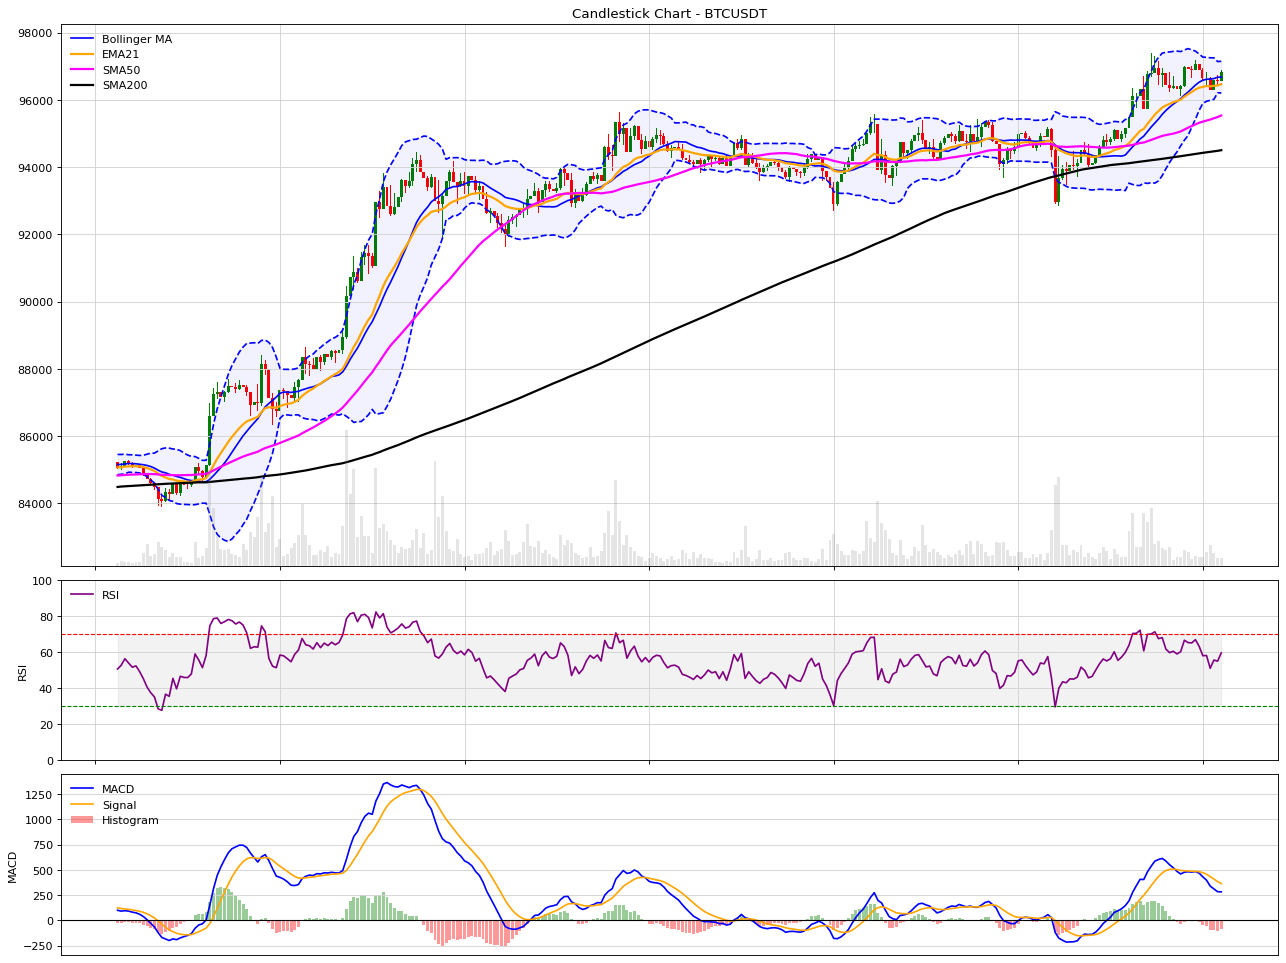 Candlestick Chart - BTCUSDT
98000
96000
94000
92000
90000
88000
86000
84000
Bollinger MA
EMA21
SMA50
SMA200
100
80
60
40
20
0
RSI
RSI
1250
1000
750
500
250
0
−250
MACD
MACD
Signal
Histogram